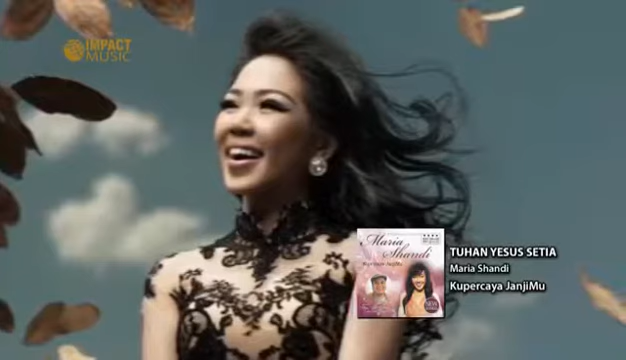 IMPACT
MUSIC
Maria
Shandi
TUHAN YESUS SETIA
Maria Shandi
Kupercaya JanjiMu